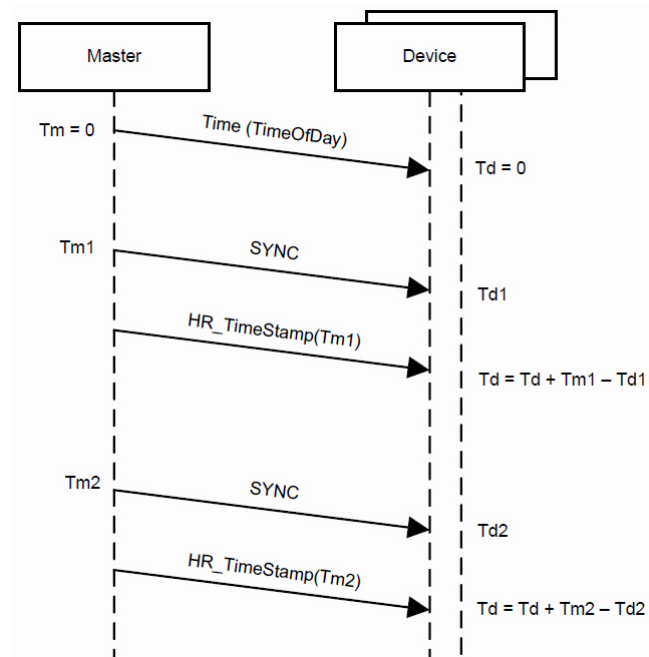 Master
Device
Tm = 0
Time (TimeOfDay)
Td = 0
Tm1
SYNC
Td1
HR_TimeStamp(Tm1)
Td = Td + Tm1 – Td1
Tm2
SYNC
Td2
HR_TimeStamp(Tm2)
Td = Td + Tm2 – Td2